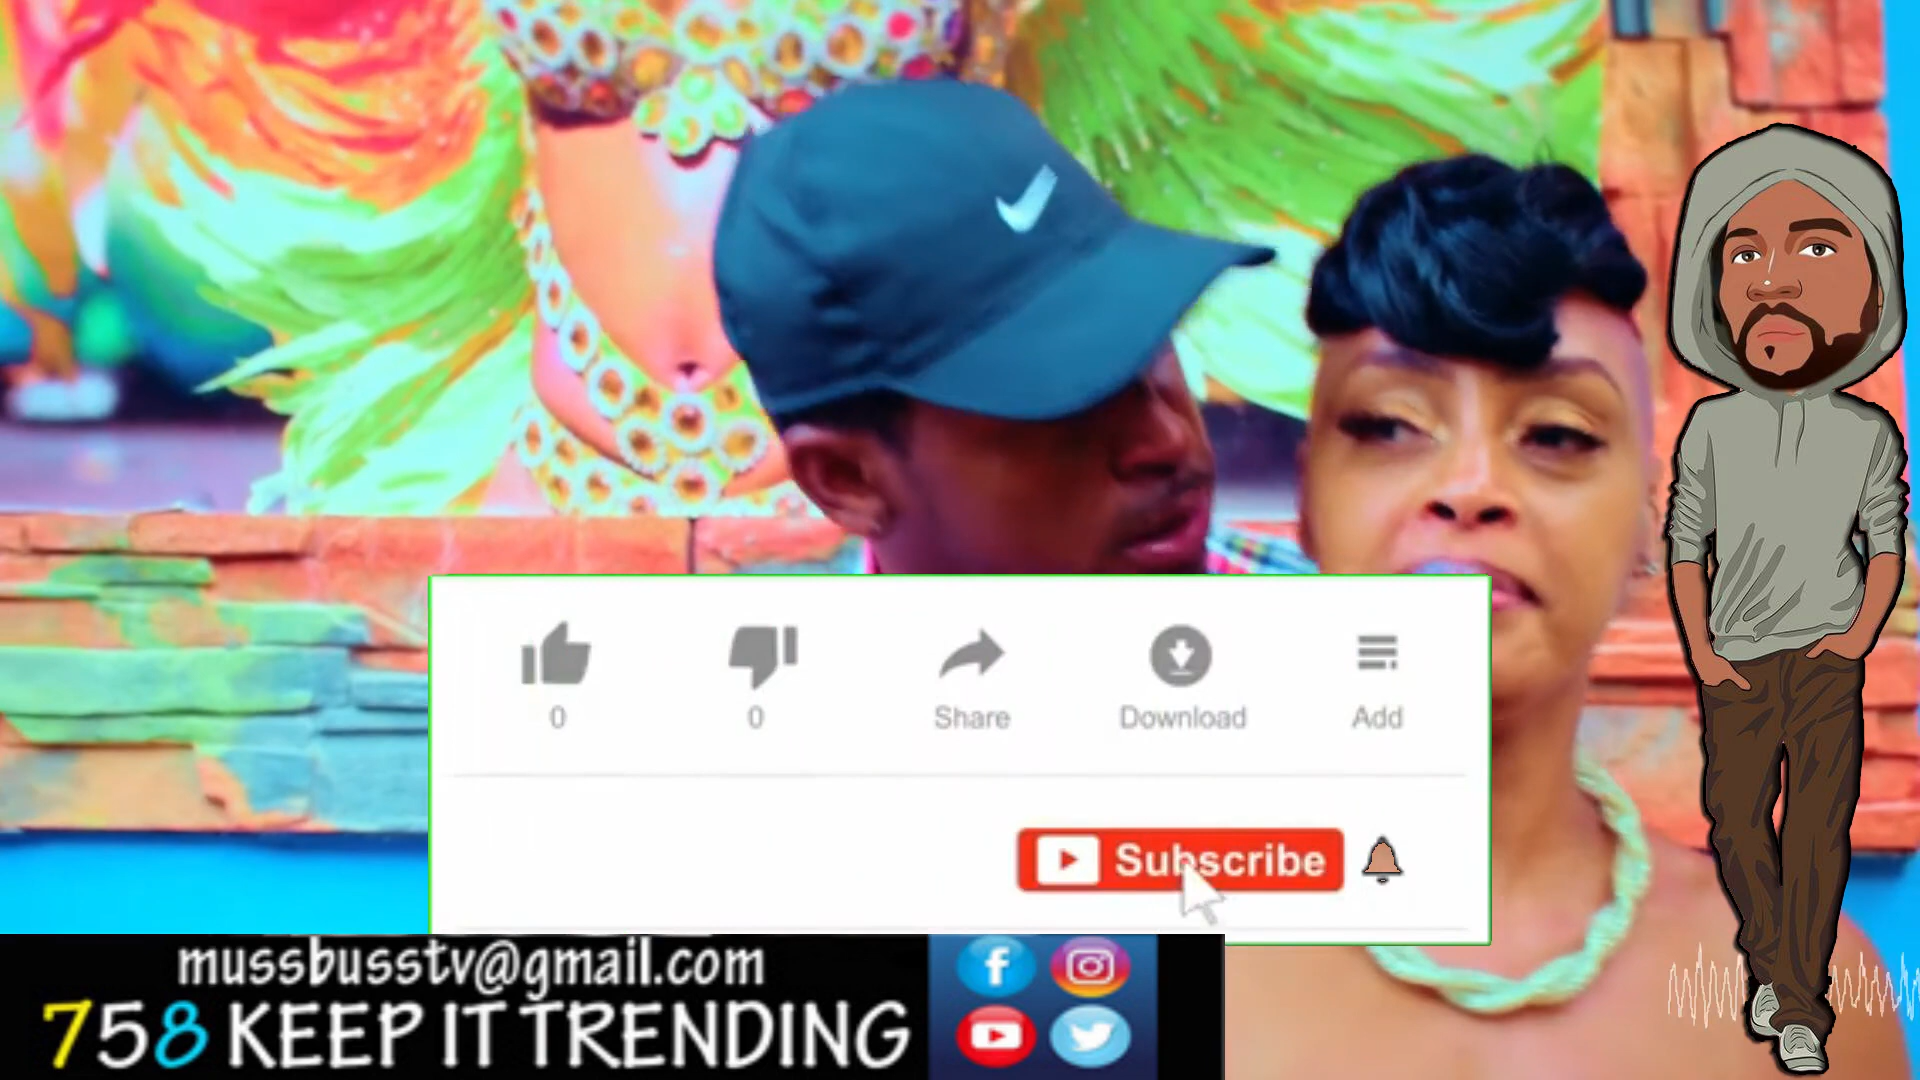 0
0
Share
Download
Add
Subscribe
mussbusstv@gmail.com
758 KEEP IT TRENDING